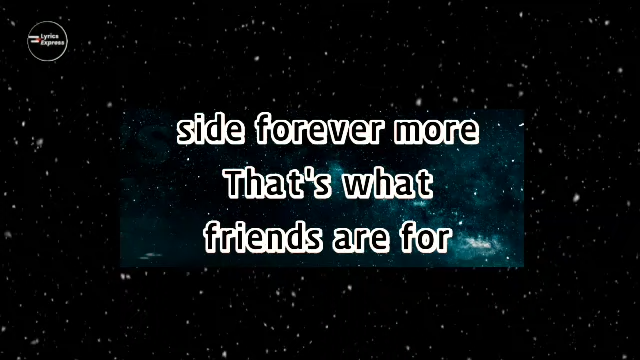 Lyrics
Express
side forever more
That's what
friends are for